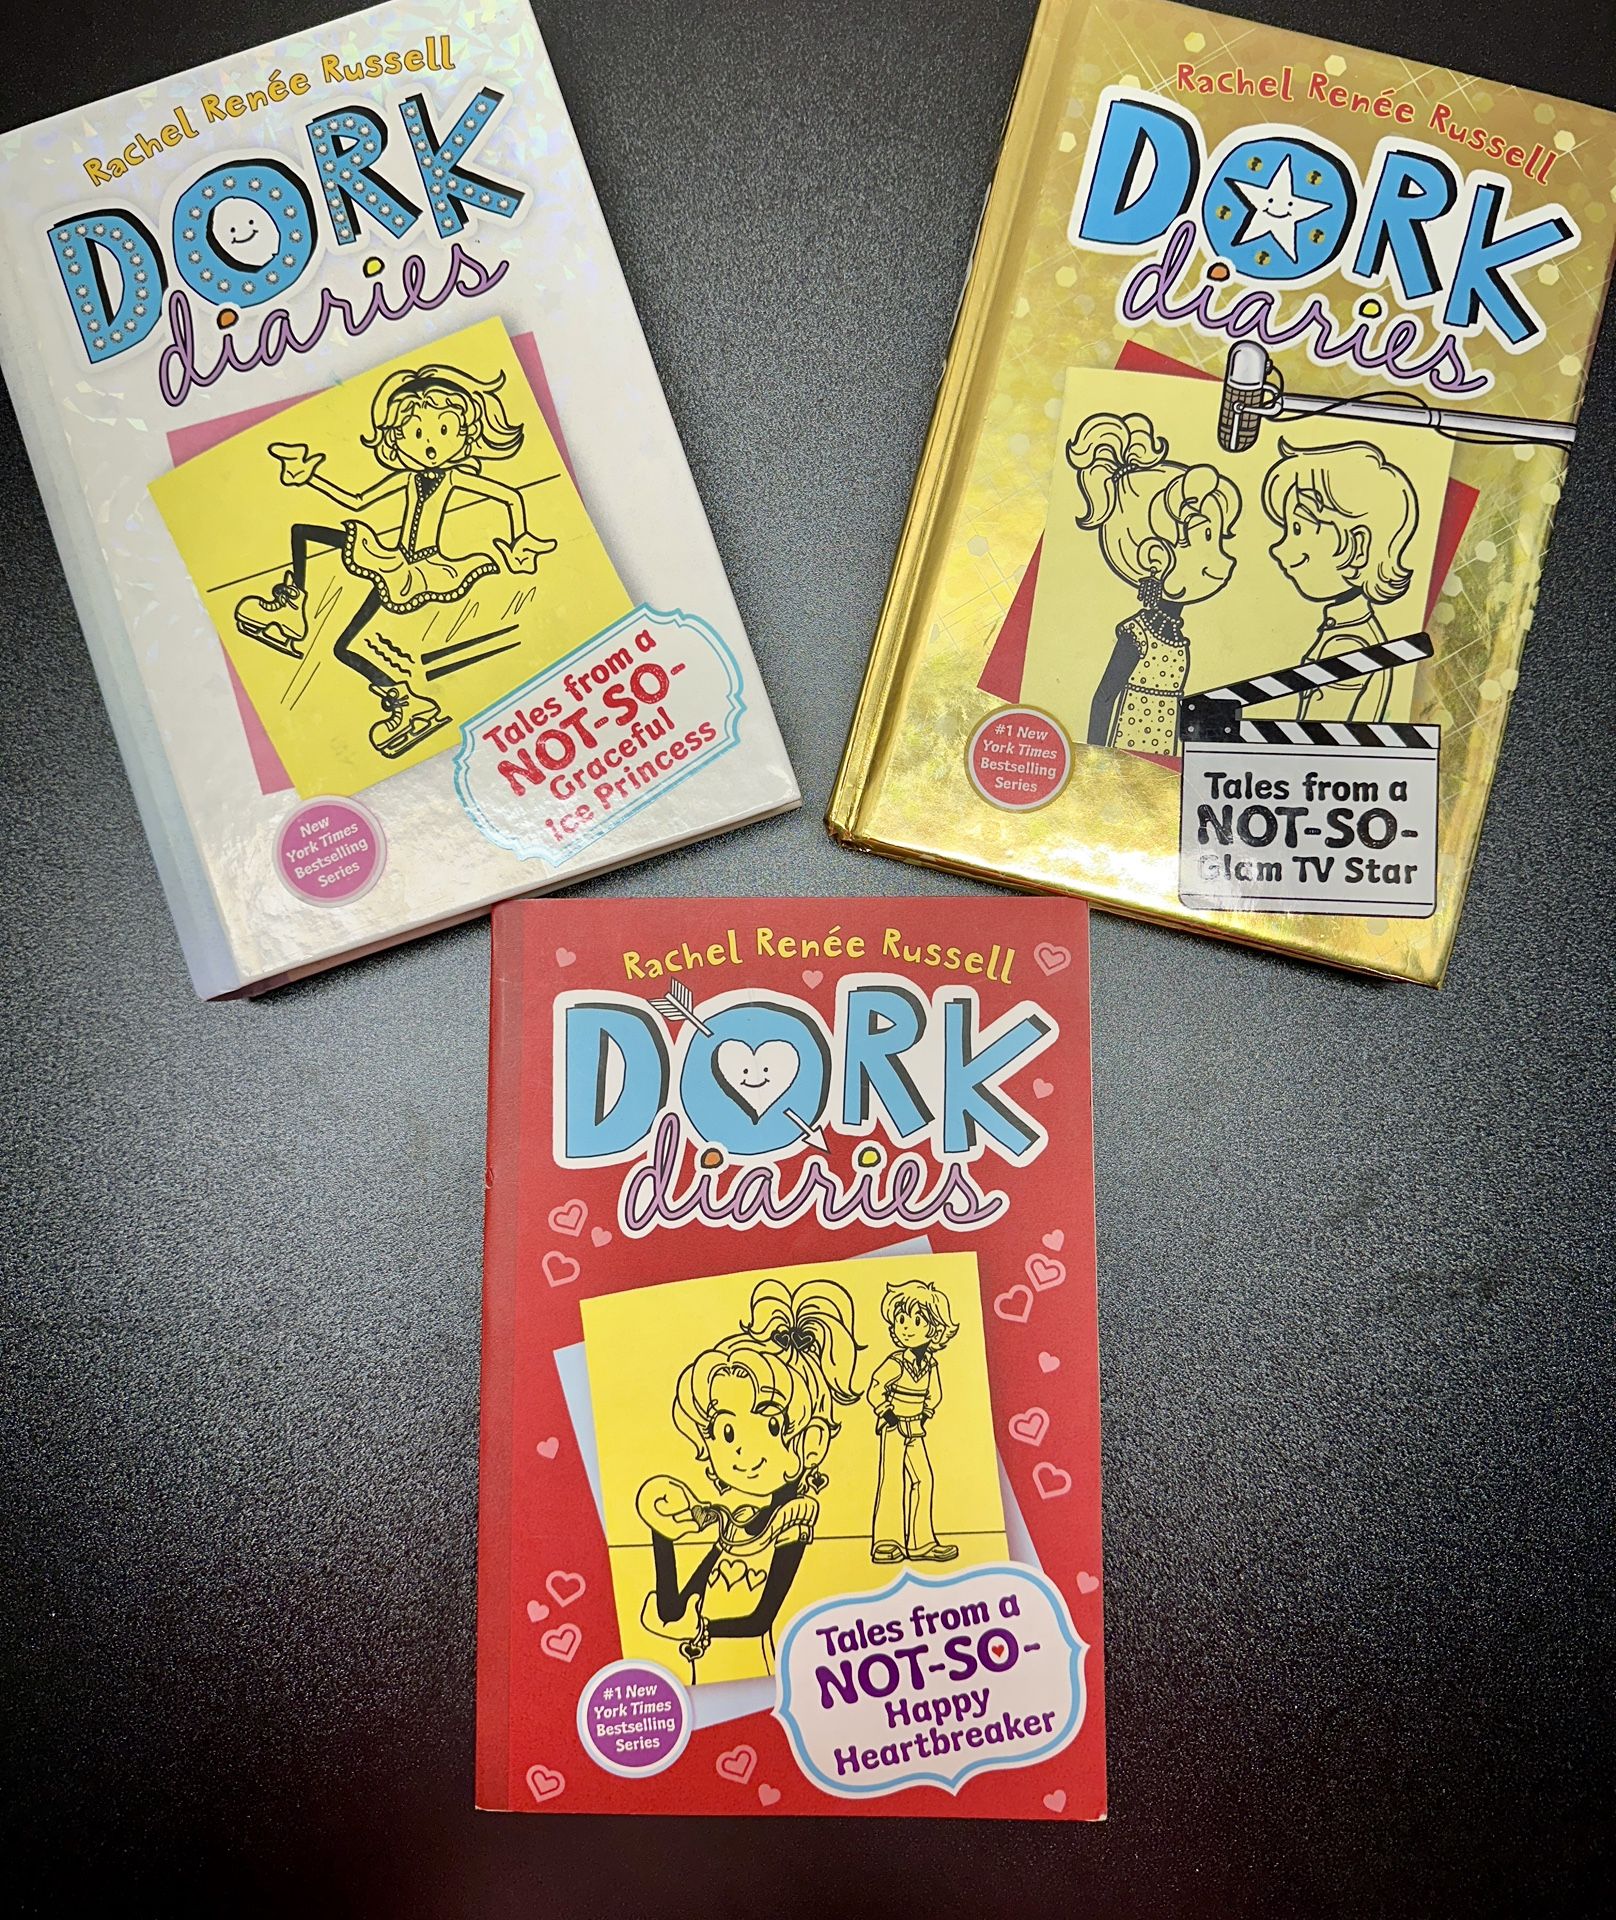 Rachel Renée Russell
DORK
diaries
Tales from a
NOT-SO-
Graceful
Ice Princess
New
York Times
Bestselling
Series
Rachel Renée Russell
DORK
diaries
#1 New
York Times
Bestselling
Series
Tales from a
NOT-SO-
Glam TV Star
Rachel Renée Russell
DORK
diaries
#1 New
York Times
Bestselling
Series
Tales from a
NOT-SO-
Happy
Heartbreaker